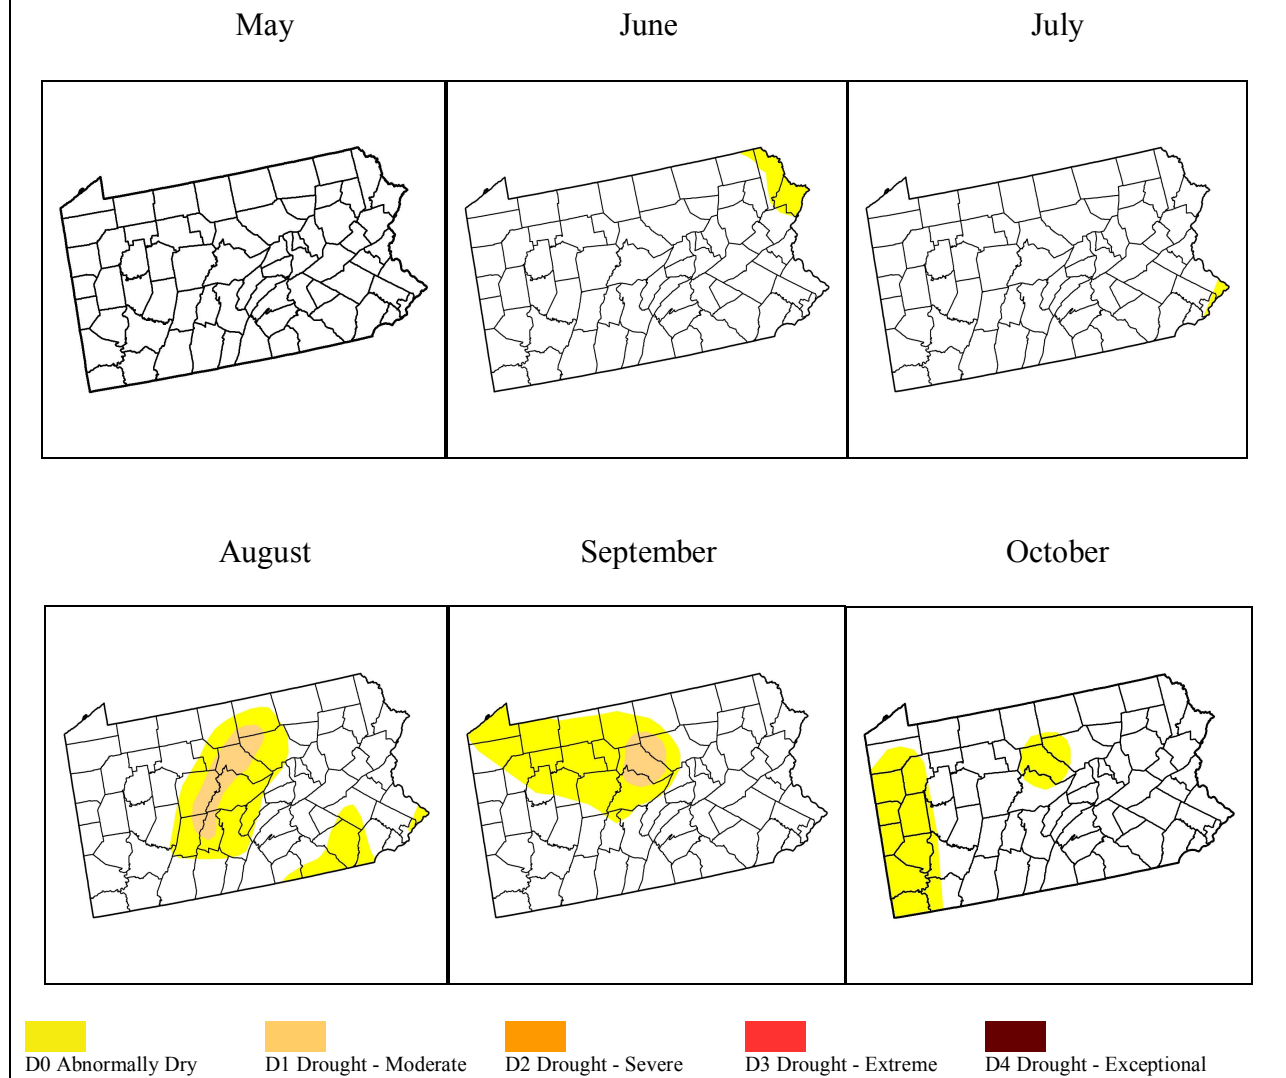 May June July
August September October
D0 Abnormally Dry D1 Drought - Moderate D2 Drought - Severe D3 Drought - Extreme D4 Drought - Exceptional